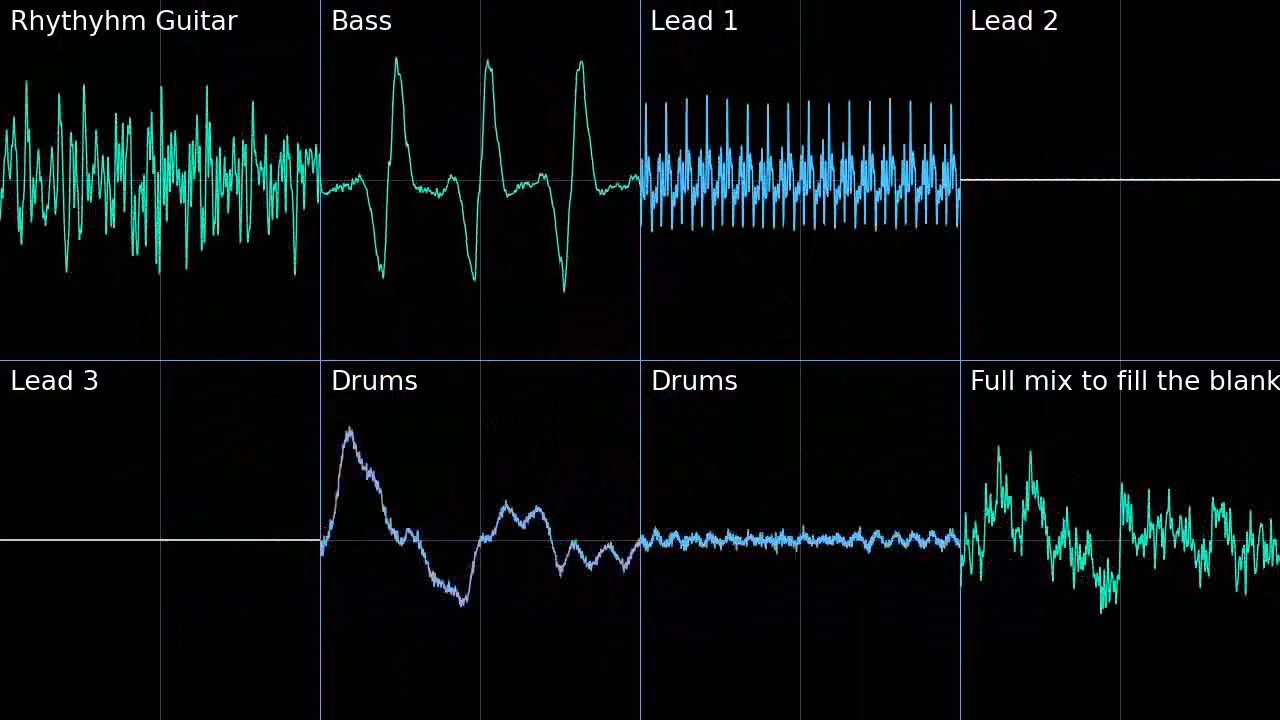 Rhythyhm Guitar
Bass
Lead 1
Lead 2
Lead 3
Drums
Drums
Full mix to fill the blank